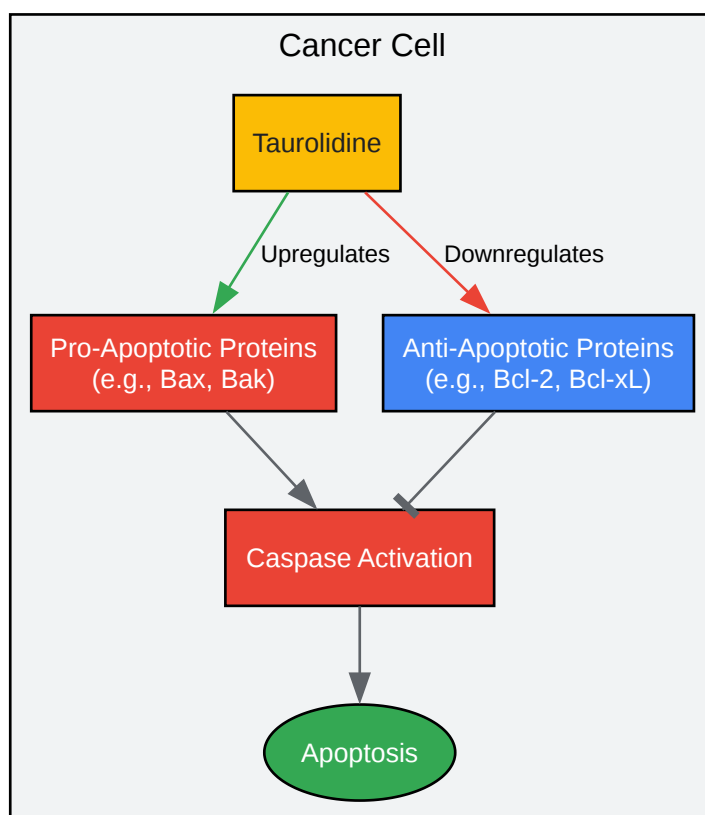 Cancer Cell
Taurolidine
Upregulates
Downregulates
Pro-Apoptotic Proteins
(e.g., Bax, Bak)
Anti-Apoptotic Proteins
(e.g., Bcl-2, Bcl-xL)
Caspase Activation
Apoptosis